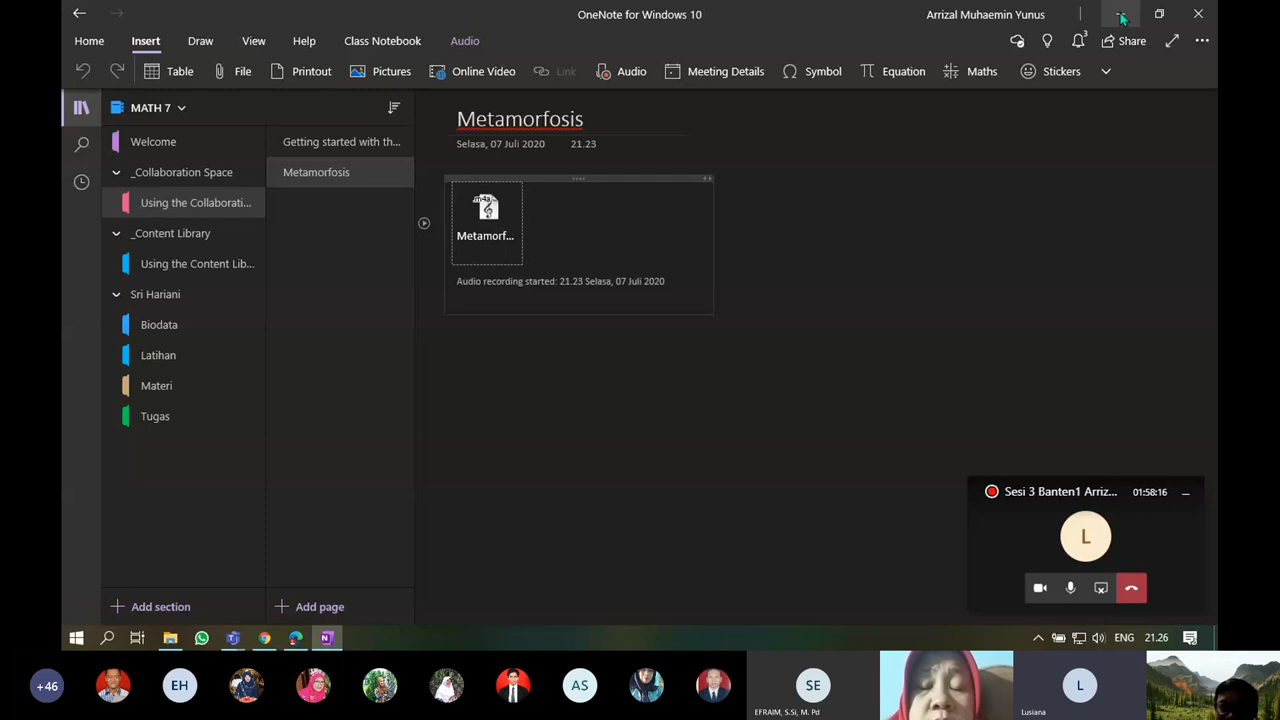 OneNote for Windows 10
Arrizal Muhaemin Yunus
Home Insert Draw View Help Class Notebook Audio
3 Share
Table File Printout Pictures Online Video Link Audio Meeting Details Symbol Equation Maths Stickers
MATH 7
Welcome
_Collaboration Space
Using the Collaborati...
_Content Library
Using the Content Lib...
Sri Hariani
Biodata
Latihan
Materi
Tugas
Add section
Getting started with th...
Metamorfosis
Add page
Metamorfosis
Selasa, 07 Juli 2020 21.23
m4a
Metamorf...
Audio recording started: 21.23 Selasa, 07 Juli 2020
Sesi 3 Banten1 Arriz... 01:58:16
L
ENG 21.26
+46
EH
AS
SE
EFRAIM, S.Si, M. Pd
L
Lusiana